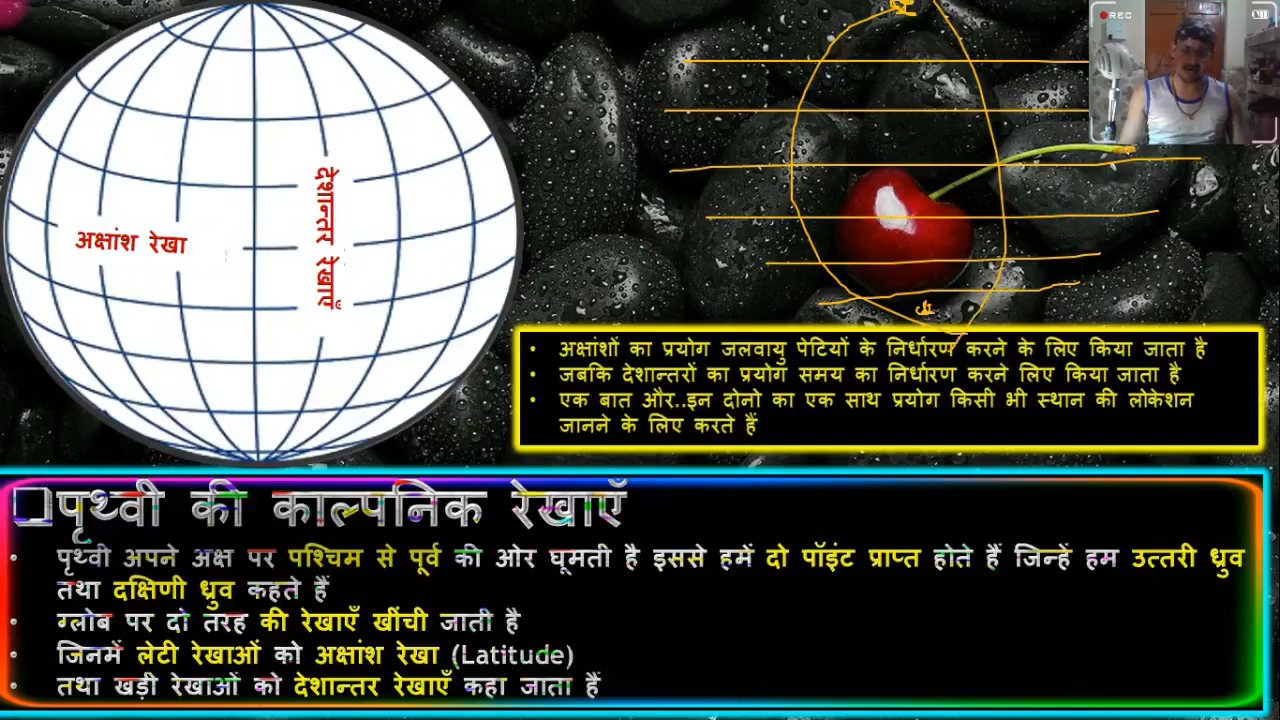 REC
अक्षांश रेखा
देशान्तर रेखाएँ
• अक्षांशों का प्रयोग जलवायु पेटियों के निर्धारण करने के लिए किया जाता है
• जबकि देशान्तरों का प्रयोग समय का निर्धारण करने लिए किया जाता है
• एक बात और..इन दोनो का एक साथ प्रयोग किसी भी स्थान की लोकेशन
जानने के लिए करते हैं
❑पृथ्वी की काल्पनिक रेखाएँ
• पृथ्वी अपने अक्ष पर पश्चिम से पूर्व की ओर घूमती है इससे हमें दो पॉइंट प्राप्त होते हैं जिन्हें हम उत्तरी ध्रुव
तथा दक्षिणी ध्रुव कहते हैं
• ग्लोब पर दो तरह की रेखाएँ खींची जाती है
• जिनमें लेटी रेखाओं को अक्षांश रेखा (Latitude)
• तथा खड़ी रेखाओं को देशान्तर रेखाएँ कहा जाता हैं